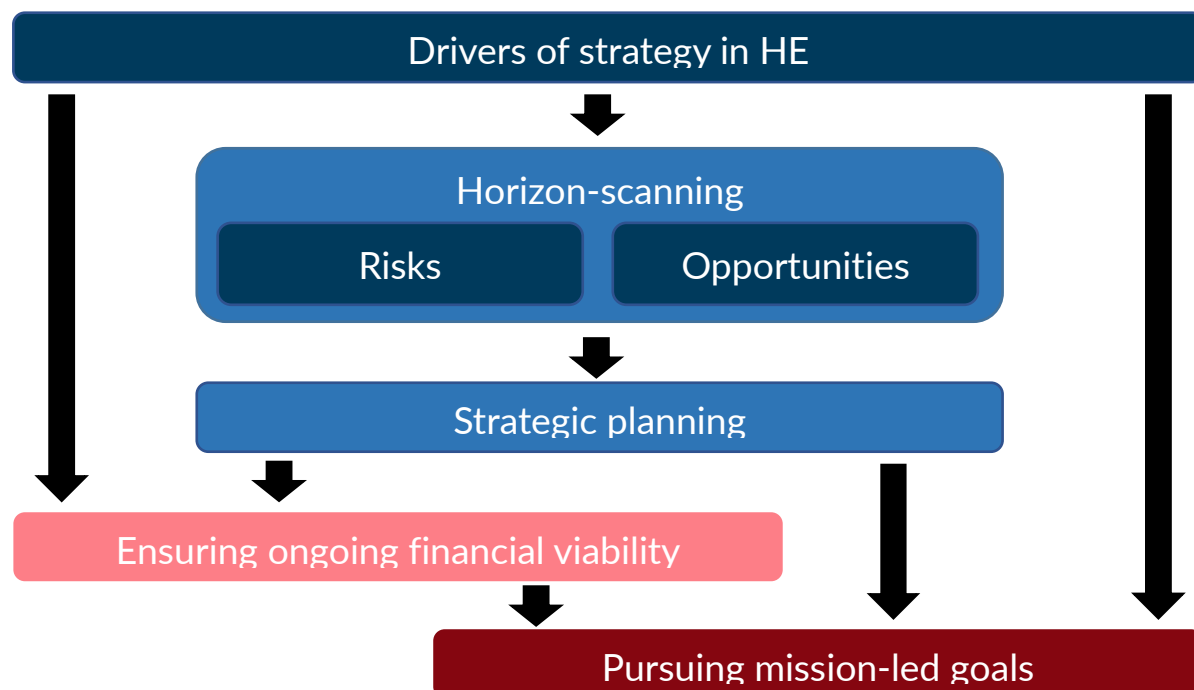 Drivers of strategy in HE
Horizon-scanning
Risks
Opportunities
Strategic planning
Ensuring ongoing financial viability
Pursuing mission-led goals